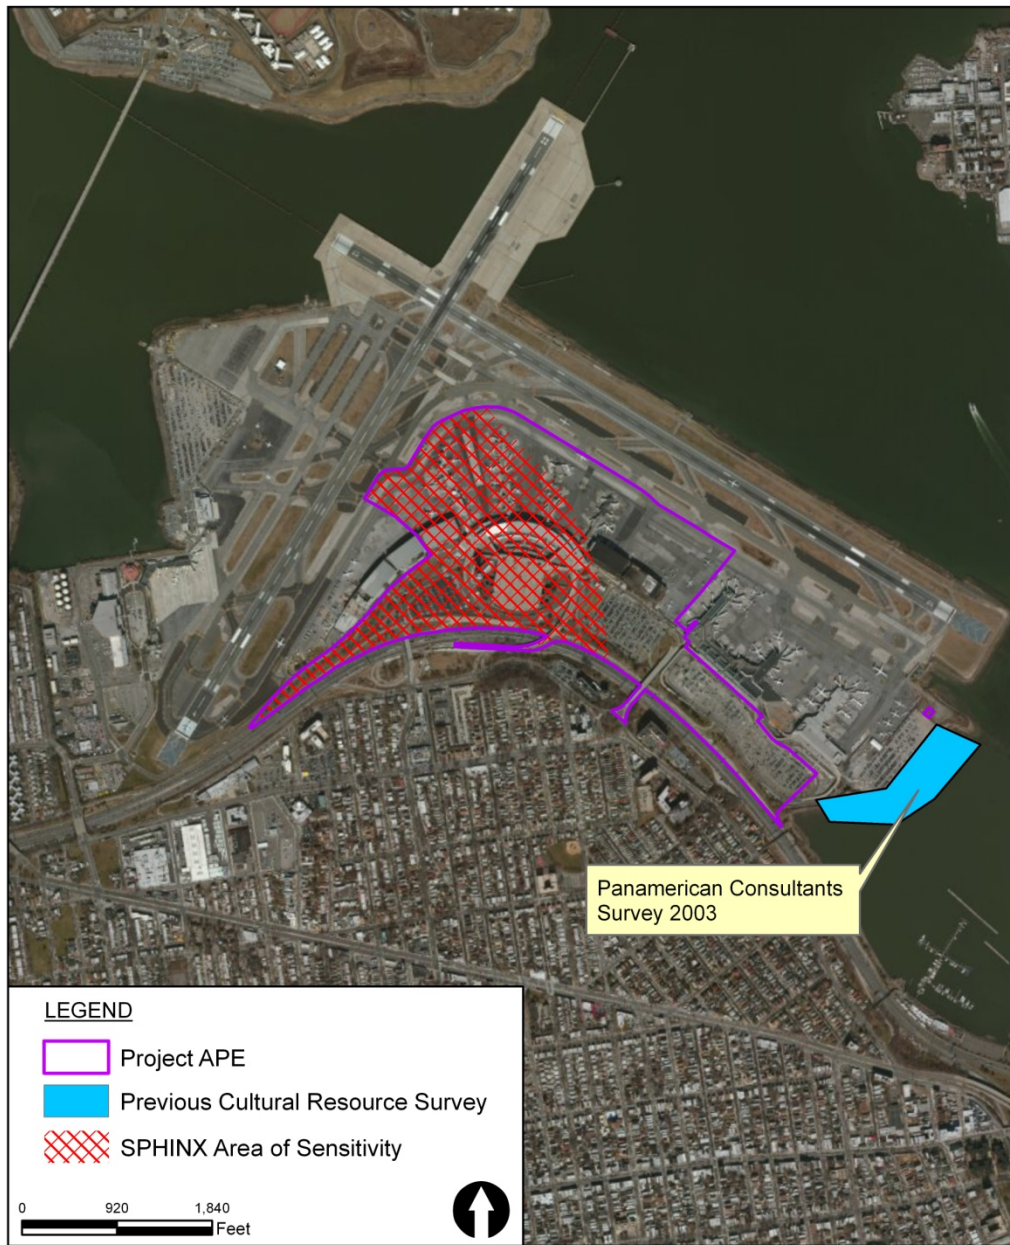 Panamerican Consultants
Survey 2003
LEGEND
Project APE
Previous Cultural Resource Survey
SPHINX Area of Sensitivity
0 920 1,840
Feet